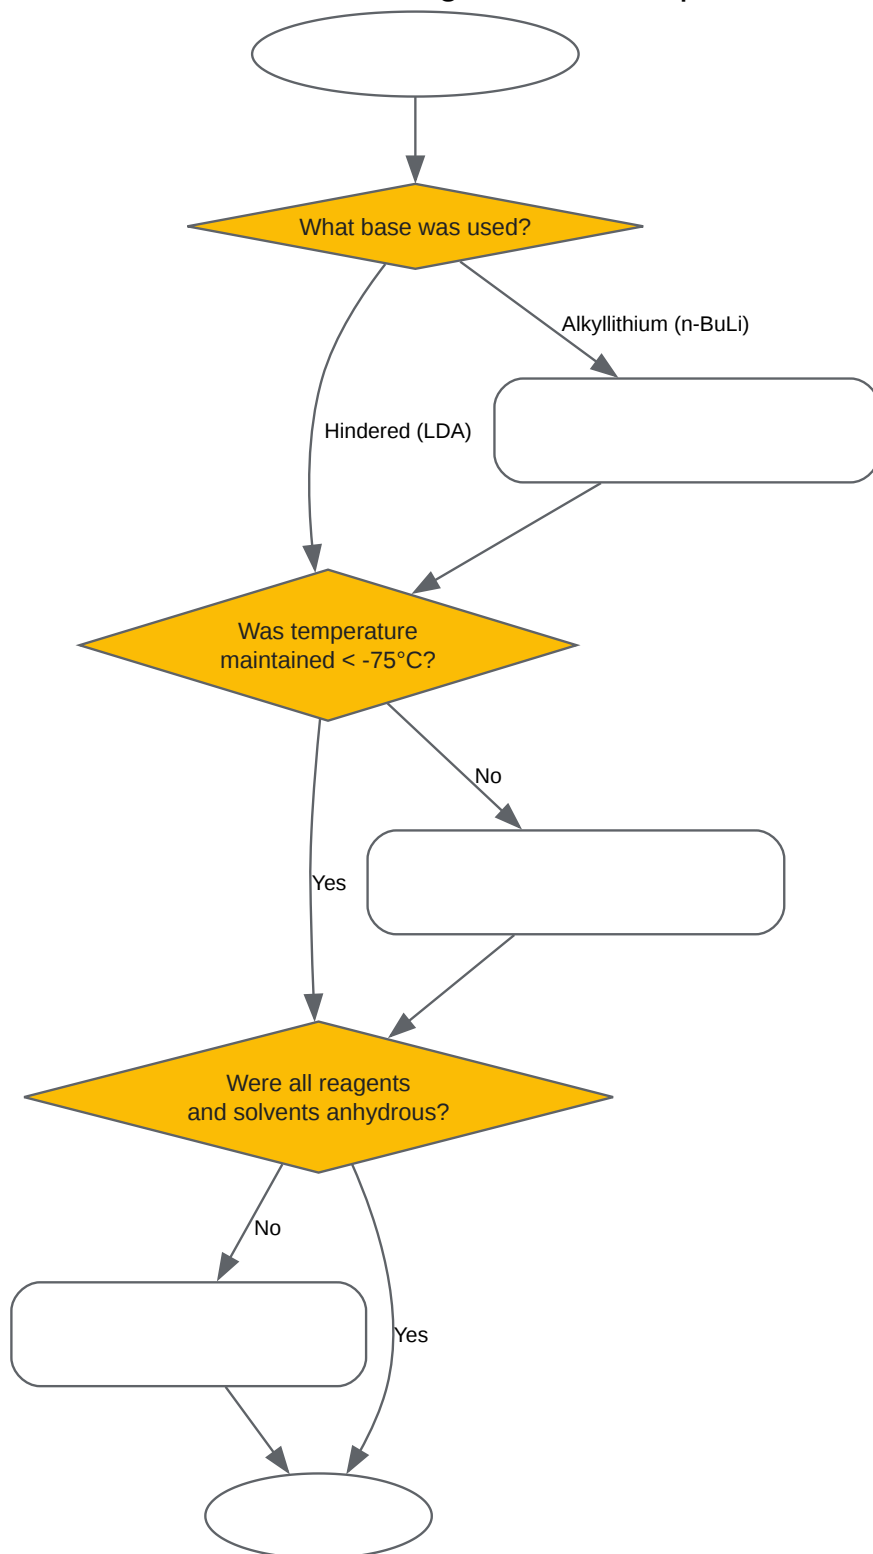 What base was used?
Alkyllithium (n-BuLi)
Hindered (LDA)
Was temperature
maintained < -75°C?
No
Yes
Were all reagents
and solvents anhydrous?
No
Yes